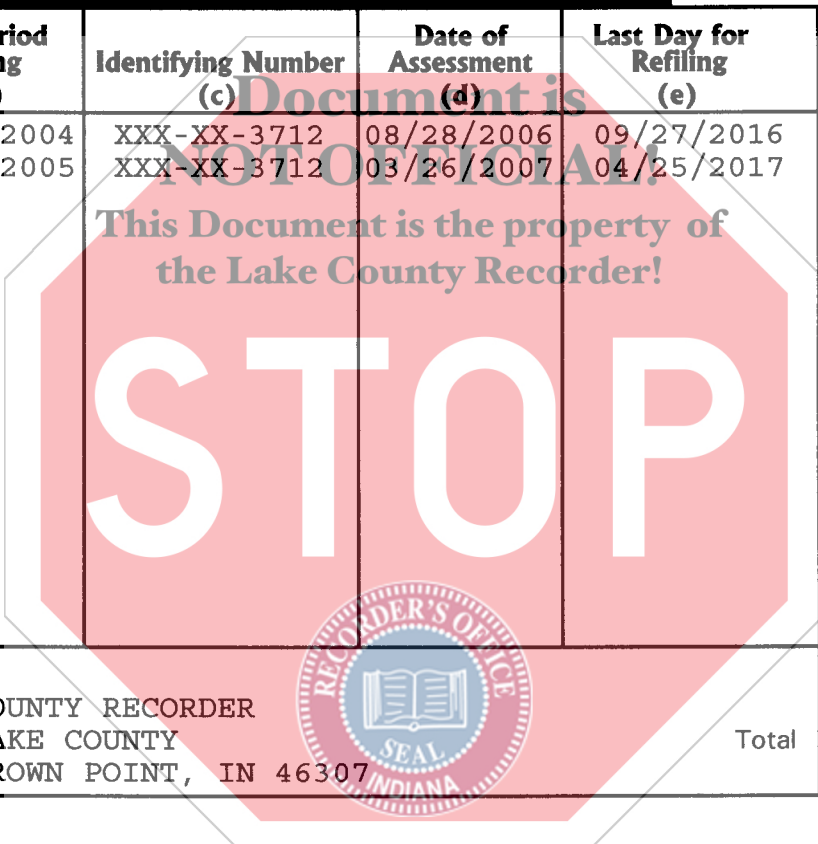 riod
ng
)
Identifying Number
(c)
Date of
Assessment
(d)
Last Day for
Refiling
(e)
2004 XXX-XX-3712 08/28/2006 09/27/2016
2005 XXX-XX-3712 03/26/2007 04/25/2017
Document is
NOT OFFICIAL!
This Document is the property of
the Lake County Recorder!
STOP
RECORDER'S OFFICE
SEAL
INDIANA
OUNTY RECORDER
AKE COUNTY
ROWN POINT, IN 46307
Total